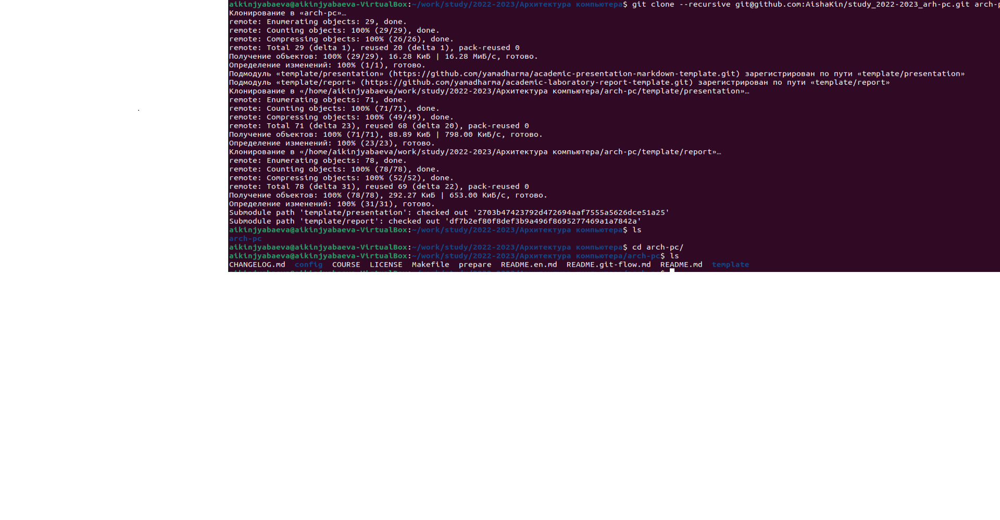 aikinjyabaeva@aikinjyabaeva-VirtualBox:~/work/study/2022-2023/Архитектура компьютера$ git clone --recursive git@github.com:AishaKin/study_2022-2023_arh-pc.git arch-p
Клонирование в «arch-pc»…
remote: Enumerating objects: 29, done.
remote: Counting objects: 100% (29/29), done.
remote: Compressing objects: 100% (26/26), done.
remote: Total 29 (delta 1), reused 20 (delta 1), pack-reused 0
Получение объектов: 100% (29/29), 16.28 КиБ | 16.28 МиБ/с, готово.
Определение изменений: 100% (1/1), готово.
Подмодуль «template/presentation» (https://github.com/yamadharma/academic-presentation-markdown-template.git) зарегистрирован по пути «template/presentation»
Подмодуль «template/report» (https://github.com/yamadharma/academic-laboratory-report-template.git) зарегистрирован по пути «template/report»
Клонирование в «/home/aikinjyabaeva/work/study/2022-2023/Архитектура компьютера/arch-pc/template/presentation»…
remote: Enumerating objects: 71, done.
remote: Counting objects: 100% (71/71), done.
remote: Compressing objects: 100% (49/49), done.
remote: Total 71 (delta 23), reused 68 (delta 20), pack-reused 0
Получение объектов: 100% (71/71), 88.89 КиБ | 798.00 КиБ/с, готово.
Определение изменений: 100% (23/23), готово.
Клонирование в «/home/aikinjyabaeva/work/study/2022-2023/Архитектура компьютера/arch-pc/template/report»…
remote: Enumerating objects: 78, done.
remote: Counting objects: 100% (78/78), done.
remote: Compressing objects: 100% (52/52), done.
remote: Total 78 (delta 31), reused 69 (delta 22), pack-reused 0
Получение объектов: 100% (78/78), 292.27 КиБ | 653.00 КиБ/с, готово.
Определение изменений: 100% (31/31), готово.
Submodule path 'template/presentation': checked out '2703b47423792d472694aaf7555a5626dce51a25'
Submodule path 'template/report': checked out 'df7b2ef80f8def3b9a496f8695277469a1a7842a'
aikinjyabaeva@aikinjyabaeva-VirtualBox:~/work/study/2022-2023/Архитектура компьютера$ ls
arch-pc
aikinjyabaeva@aikinjyabaeva-VirtualBox:~/work/study/2022-2023/Архитектура компьютера$ cd arch-pc/
aikinjyabaeva@aikinjyabaeva-VirtualBox:~/work/study/2022-2023/Архитектура компьютера/arch-pc$ ls
CHANGELOG.md config COURSE LICENSE Makefile prepare README.en.md README.git-flow.md README.md template